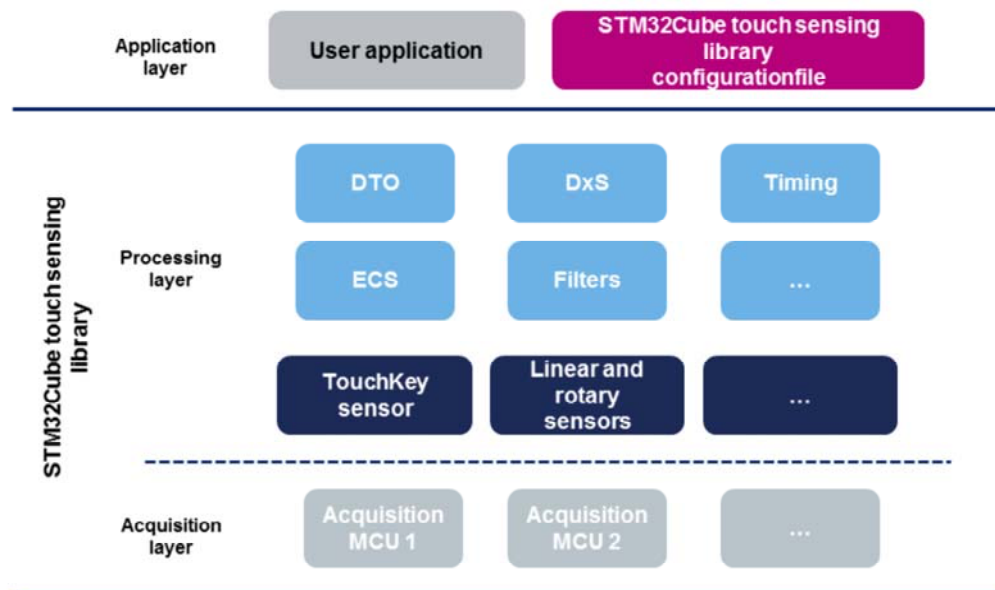 Application
layer
User application
STM32Cube touch sensing
library
configurationfile
STM32Cube touch sensing
library
Processing
layer
DTO
DxS
Timing
ECS
Filters
...
TouchKey
sensor
Linear and
rotary
sensors
...
Acquisition
layer
Acquisition
MCU 1
Acquisition
MCU 2
...